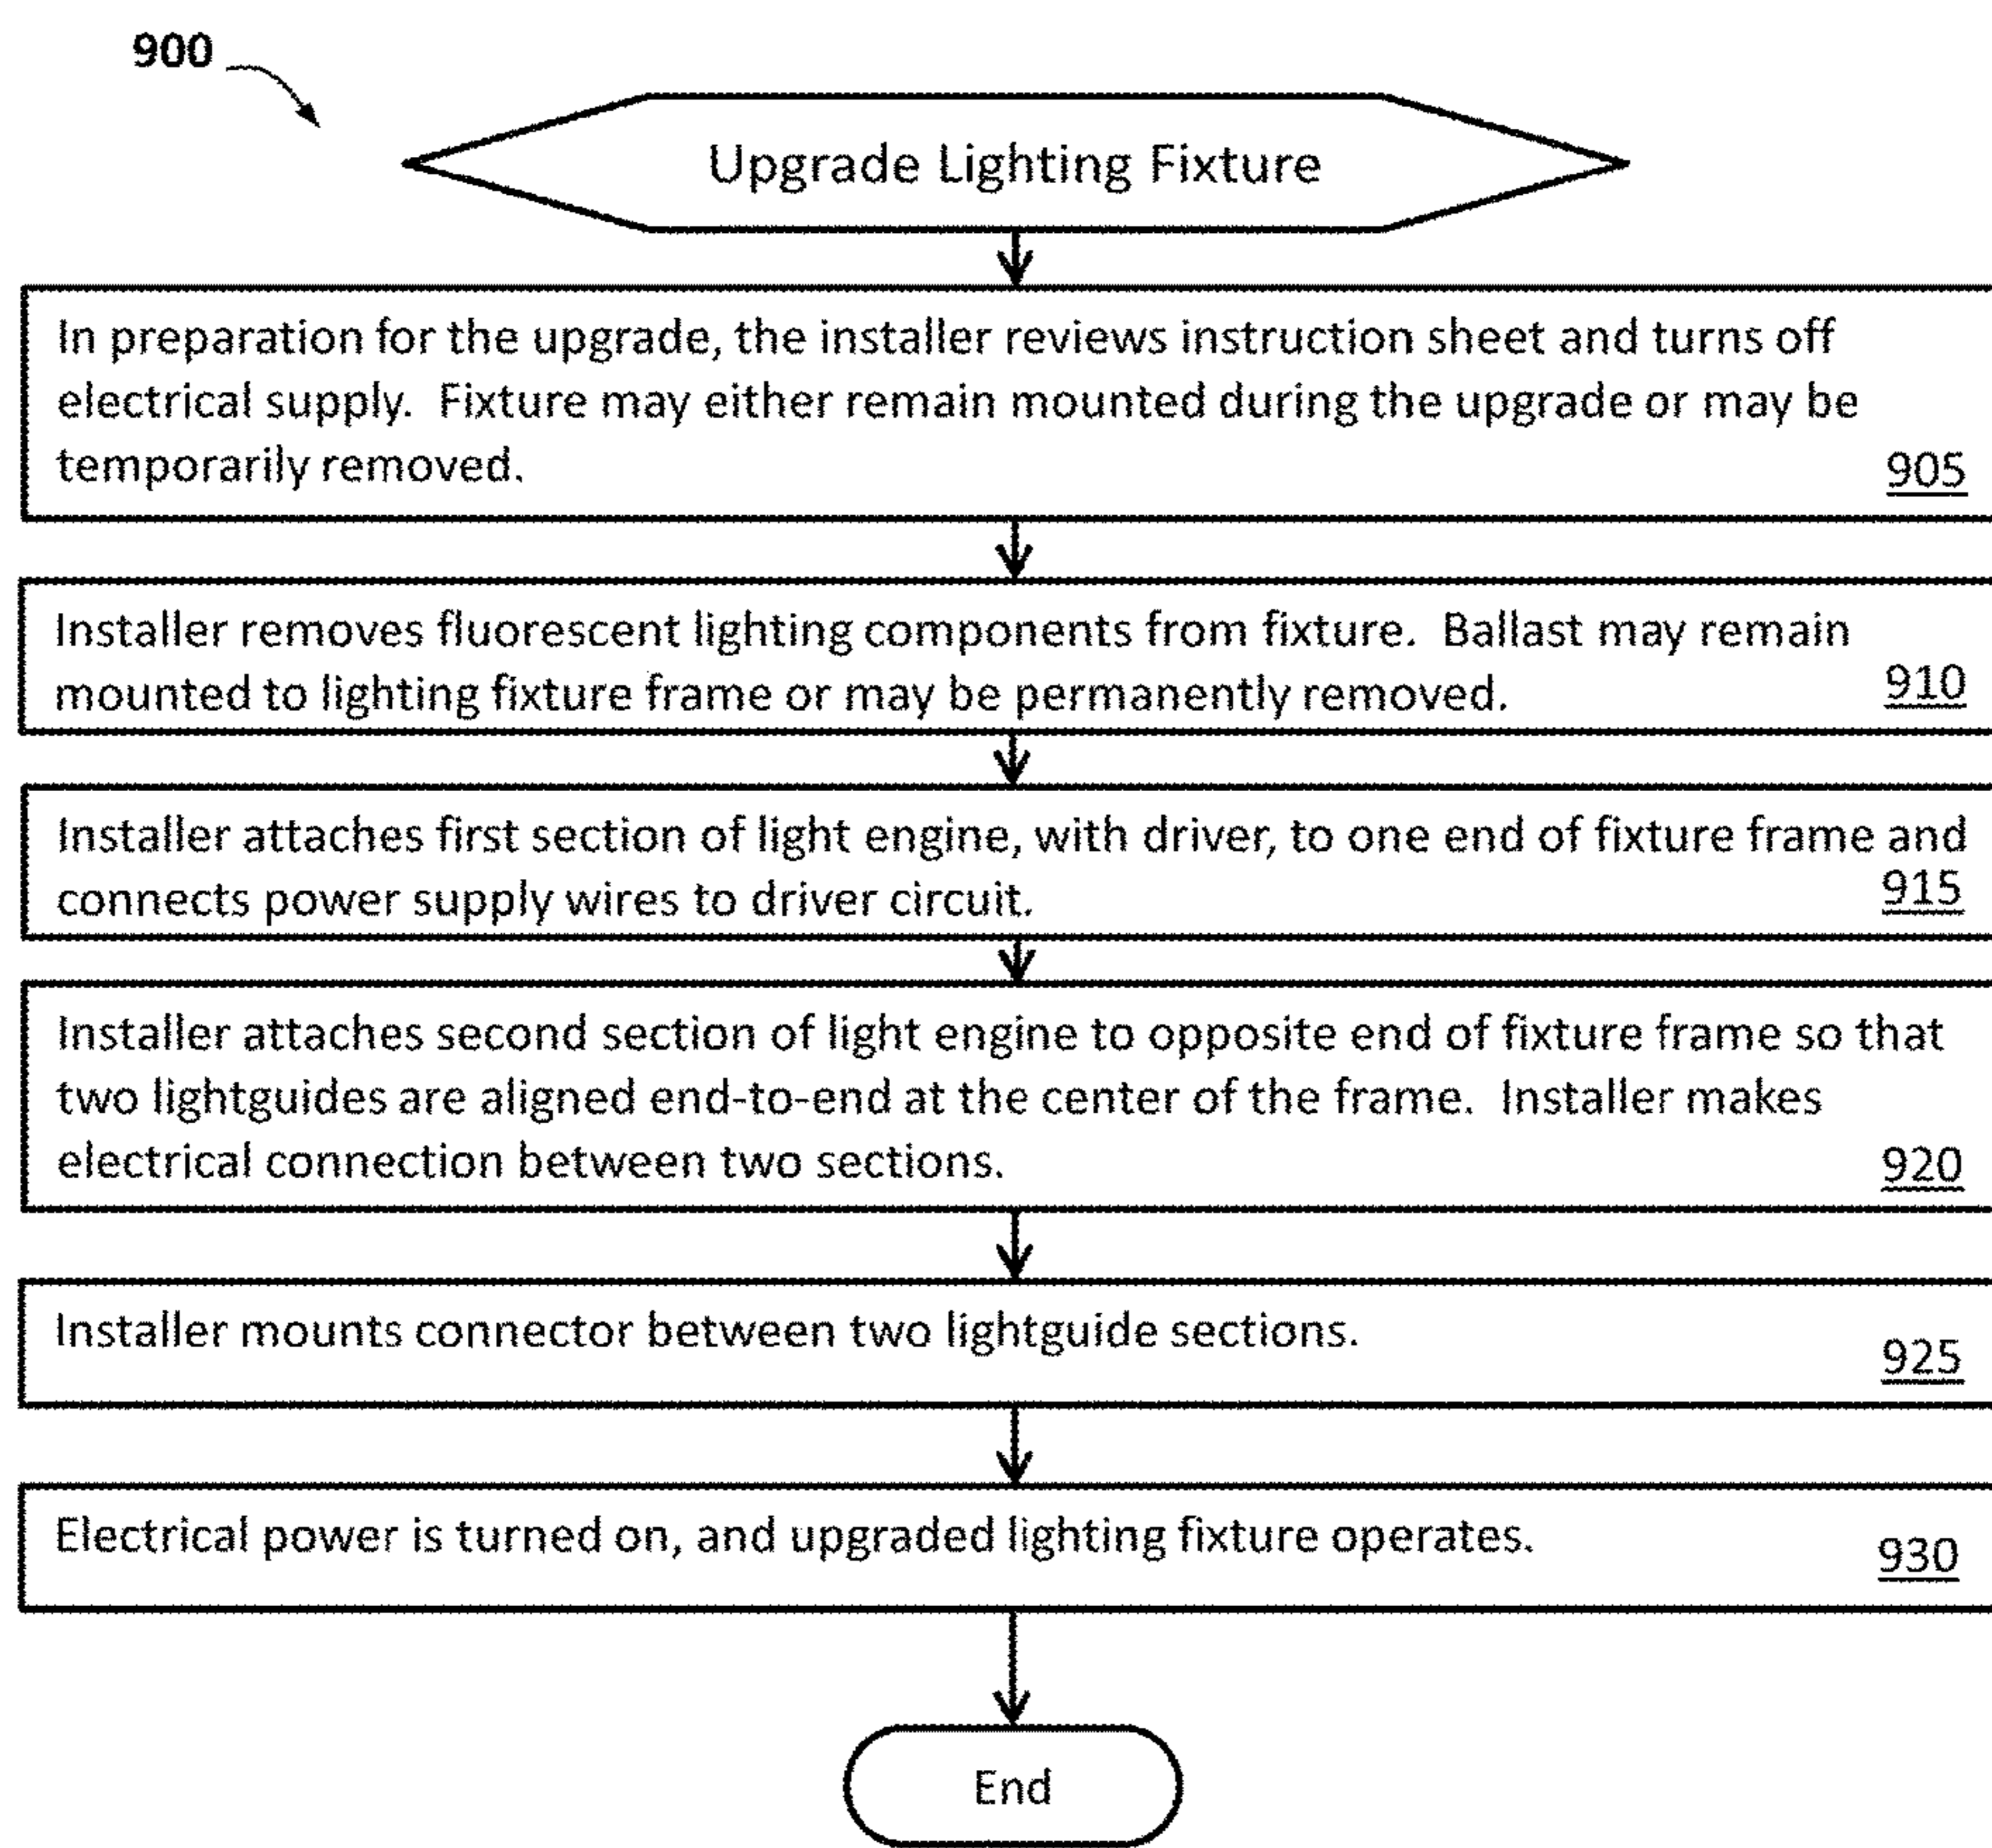 900
Upgrade Lighting Fixture
In preparation for the upgrade, the installer reviews instruction sheet and turns off
electrical supply.  Fixture may either remain mounted during the upgrade or may be
temporarily removed.
905
Installer removes fluorescent lighting components from fixture.  Ballast may remain
mounted to lighting fixture frame or may be permanently removed.
910
Installer attaches first section of light engine, with driver, to one end of fixture frame and
connects power supply wires to driver circuit.
915
Installer attaches second section of light engine to opposite end of fixture frame so that
two lightguides are aligned end-to-end at the center of the frame.  Installer makes
electrical connection between two sections.
920
Installer mounts connector between two lightguide sections.
925
Electrical power is turned on, and upgraded lighting fixture operates.
930
End